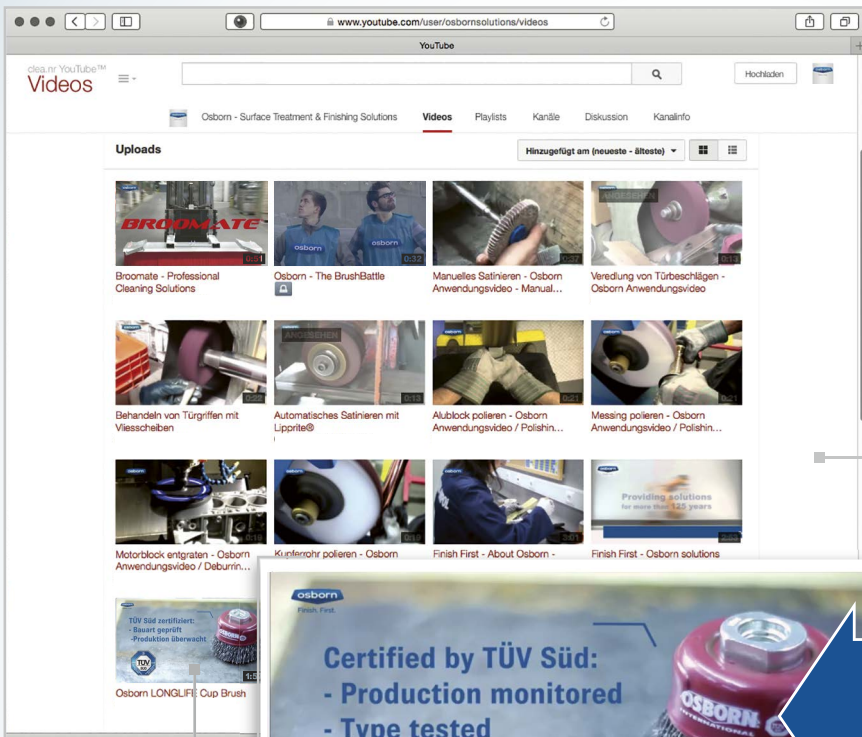 www.youtube.com/user/osbornsolutions/videos
YouTube
clea.nr YouTube™
Videos
Hochladen
Osborn - Surface Treatment & Finishing Solutions
Videos
Playlists
Kanäle
Diskussion
Kanalinfo
Uploads
Hinzugefügt am (neueste - älteste)
BROOMATE
0:51
osborn
osborn
0:32
0:37
ANGESEHEN
0:13
Broomate - Professional
Cleaning Solutions
Osborn - The BrushBattle
Manuelles Satinieren - Osborn
Anwendungsvideo - Manual...
Veredlung von Türbeschlägen -
Osborn Anwendungsvideo
0:22
ANGESEHEN
0:13
0:21
0:21
Behandeln von Türgriffen mit
Vliesscheiben
Automatisches Satinieren mit
Lipprite®
Alublock polieren - Osborn
Anwendungsvideo / Polishin...
Messing polieren - Osborn
Anwendungsvideo / Polishin...
0:19
0:19
3:01
Providing solutions
for more than 125 years
2:53
Motorblock entgraten - Osborn
Anwendungsvideo / Deburrin...
Kupferrohr polieren - Osborn
Finish First - About Osborn -
Finish First - Osborn solutions
TÜV Süd zertifiziert:
- Bauart geprüft
-Produktion überwacht
TÜV
SÜD
OSBORN
1:5
Osborn LONGLIFE Cup Brush
osborn
Finish. First.
Certified by TÜV Süd:
- Production monitored
- Type tested
OSBORN
INTERNATIONAL